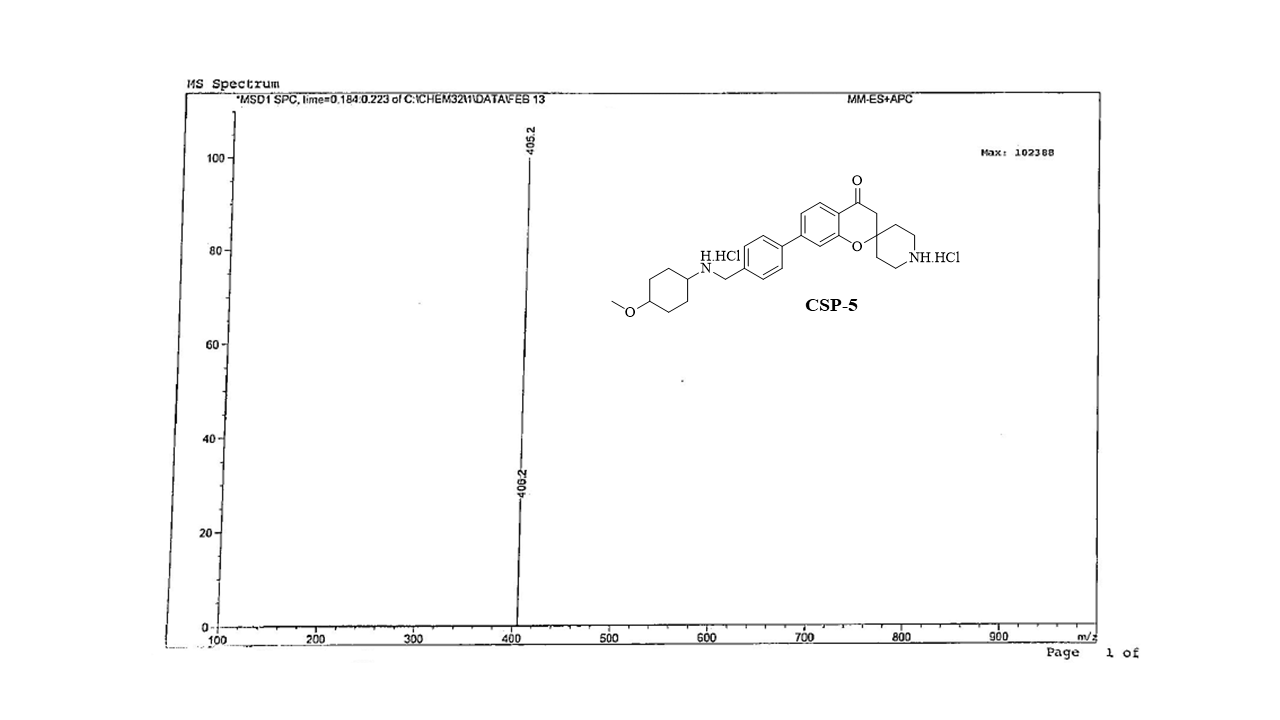 MS Spectrum
*MSD1 SPC, time=0.184:0.223 of C:\CHEM32\1\DATA\FEB 13 MM-ES+APC
405.2
100
Max: 102388
O
80
O
H.HCl
N
NH.HCl
CSP-5
O
60
40
406.2
20
0
100 200 300 400 500 600 700 800 900 m/z
Page 1 of